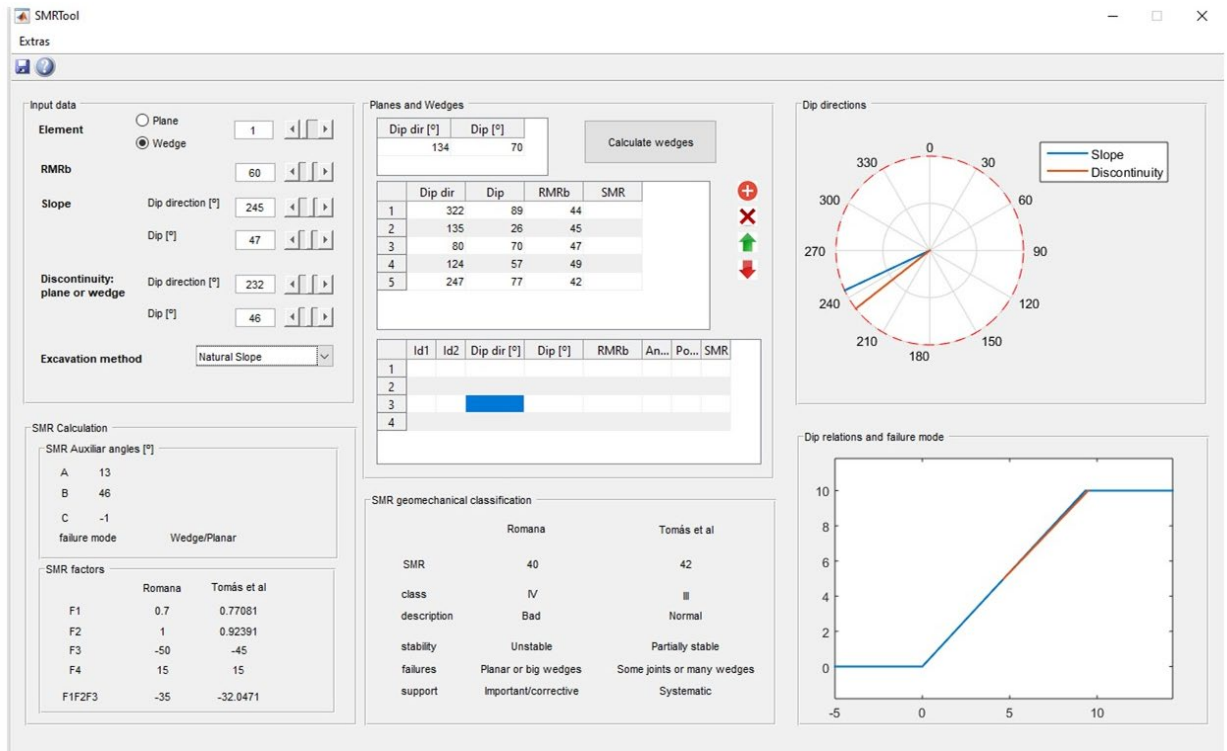 SMRTool
Extras
Input data
Element
Plane
Wedge
1
RMRb
60
Slope
Dip direction [º]
245
Dip [º]
47
Discontinuity:
plane or wedge
Dip direction [º]
232
Dip [º]
46
Excavation method
Natural Slope
SMR Calculation
SMR Auxiliar angles [º]
A 13
B 46
C -1
failure mode Wedge/Planar
SMR factors
Romana Tomás et al
F1 0.7 0.77081
F2 1 0.92391
F3 -50 -45
F4 15 15
F1F2F3 -35 -32.0471
Planes and Wedges
Dip dir [º] Dip [º]
134 70
Calculate wedges
Dip dir Dip RMRb SMR
1 322 89 44
2 135 26 45
3 80 70 47
4 124 57 49
5 247 77 42
Id1 Id2 Dip dir [º] Dip [º] RMRb An... Po... SMR
1
2
3
4
SMR geomechanical classification
Romana Tomás et al
SMR 40 42
class IV III
description Bad Normal
stability Unstable Partially stable
failures Planar or big wedges Some joints or many wedges
support Important/corrective Systematic
Dip directions
0
30
60
90
120
150
180
210
240
270
300
330
Slope
Discontinuity
Dip relations and failure mode
10
8
6
4
2
0
-5 0 5 10